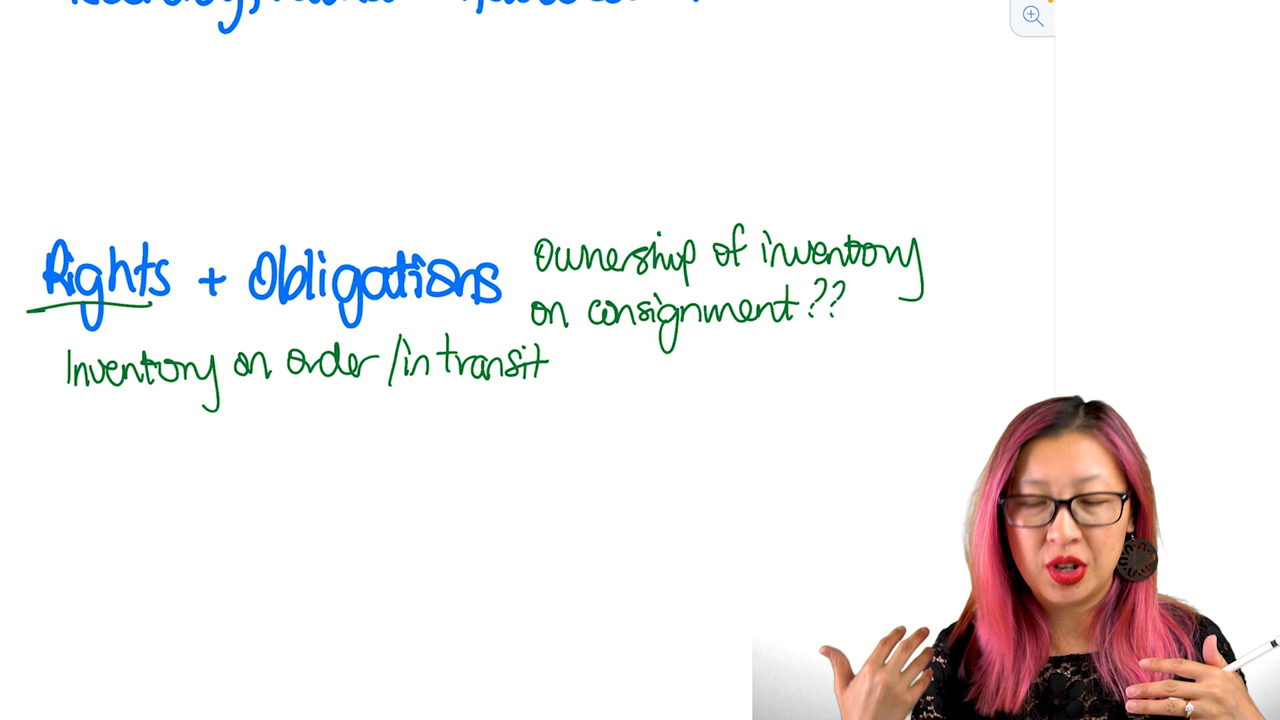 Rights + Obligations
Ownership of inventory
on consignment??
Inventory on order/in transit